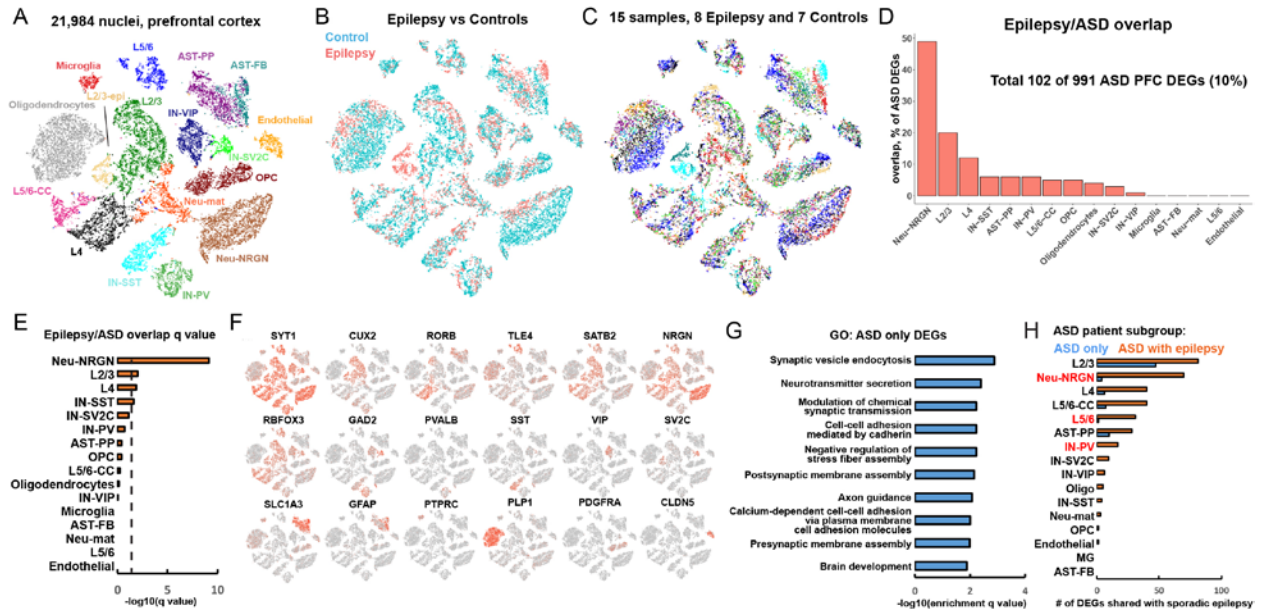 A
21,984 nuclei, prefrontal cortex
L5/6
AST-PP
AST-FB
Microglia
L2/3-epi
L2/3
Oligodendrocytes
IN-VIP
Endothelial
IN-SV2C
OPC
L5/6-CC
Neu-mat
L4
Neu-NRGN
IN-SST
IN-PV
B
Epilepsy vs Controls
Control
Epilepsy
C
15 samples, 8 Epilepsy and 7 Controls
D
Epilepsy/ASD overlap
Total 102 of 991 ASD PFC DEGs (10%)
overlap, % of ASD DEGs
50
40
30
20
10
0
Neu-NRGN
L2/3
L4
IN-SST
AST-PP
IN-PV
L5/6-CC
OPC
Oligodendrocytes
IN-SV2C
IN-VIP
Microglia
AST-FB
Neu-mat
L5/6
Endothelial
E
Epilepsy/ASD overlap q value
Neu-NRGN
L2/3
L4
IN-SST
IN-SV2C
IN-PV
AST-PP
OPC
L5/6-CC
Oligodendrocytes
IN-VIP
Microglia
AST-FB
Neu-mat
L5/6
Endothelial
0 5 10
-log10(q value)
F
SYT1 CUX2 RORB TLE4 SATB2 NRGN
RBFOX3 GAD2 PVALB SST VIP SV2C
SLC1A3 GFAP PTPRC PLP1 PDGFRA CLDN5
G
GO: ASD only DEGs
Synaptic vesicle endocytosis
Neurotransmitter secretion
Modulation of chemical
synaptic transmission
Cell-cell adhesion
mediated by cadherin
Negative regulation of
stress fiber assembly
Postsynaptic membrane assembly
Axon guidance
Calcium-dependent cell-cell adhesion
via plasma membrane
cell adhesion molecules
Presynaptic membrane assembly
Brain development
0 2 4
-log10(enrichment q value)
H
ASD patient subgroup:
ASD only ASD with epilepsy
L2/3
Neu-NRGN
L4
L5/6-CC
L5/6
AST-PP
IN-PV
IN-SV2C
IN-VIP
Oligo
IN-SST
Neu-mat
OPC
Endothelial
MG
AST-FB
0 50 100
# of DEGs shared with sporadic epilepsy